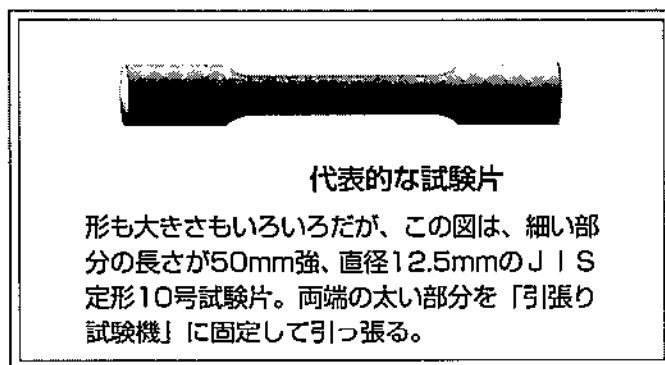 代表的な試験片
形も大きさもいろいろだが、この図は、細い部
分の長さが50mm強、直径12.5mmのＪＩＳ
定形10号試験片。両端の太い部分を「引張り
試験機」に固定して引っ張る。